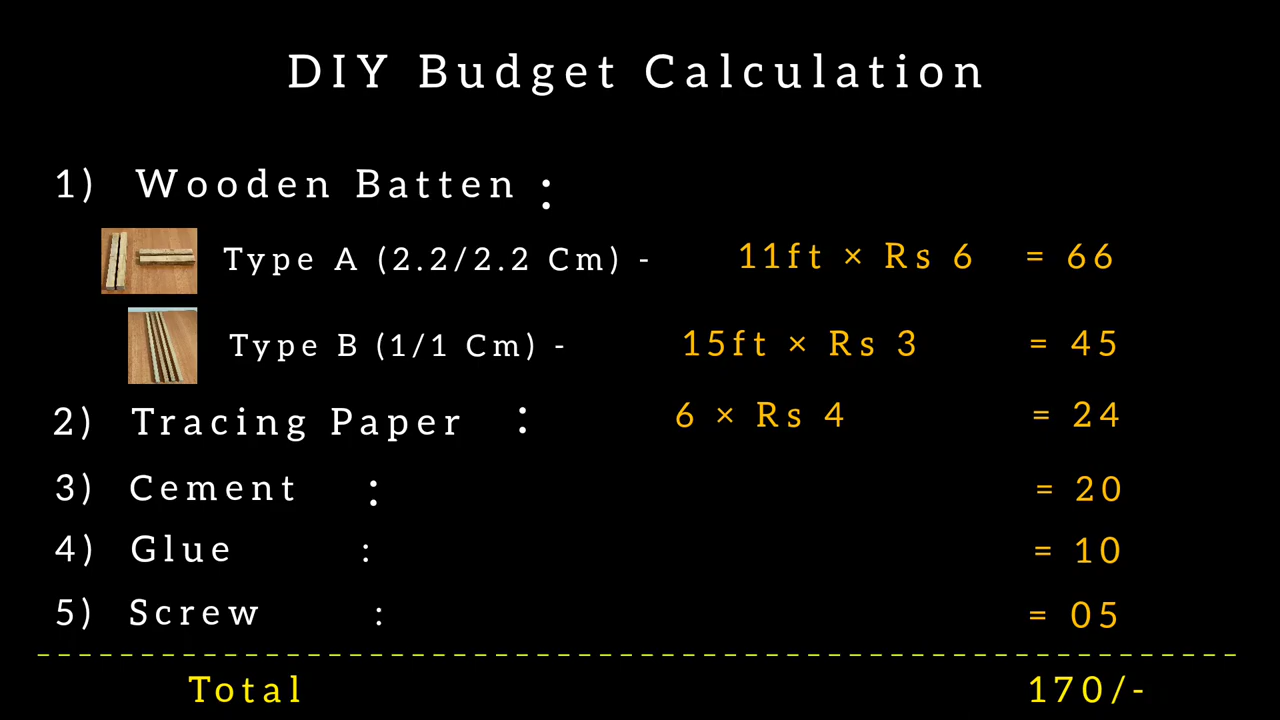 DIY Budget Calculation
1) Wooden Batten :
Type A (2.2/2.2 Cm) - 11ft × Rs 6 = 66
Type B (1/1 Cm) - 15ft × Rs 3 = 45
2) Tracing Paper : 6 × Rs 4 = 24
3) Cement : = 20
4) Glue : = 10
5) Screw : = 05
Total 170/-